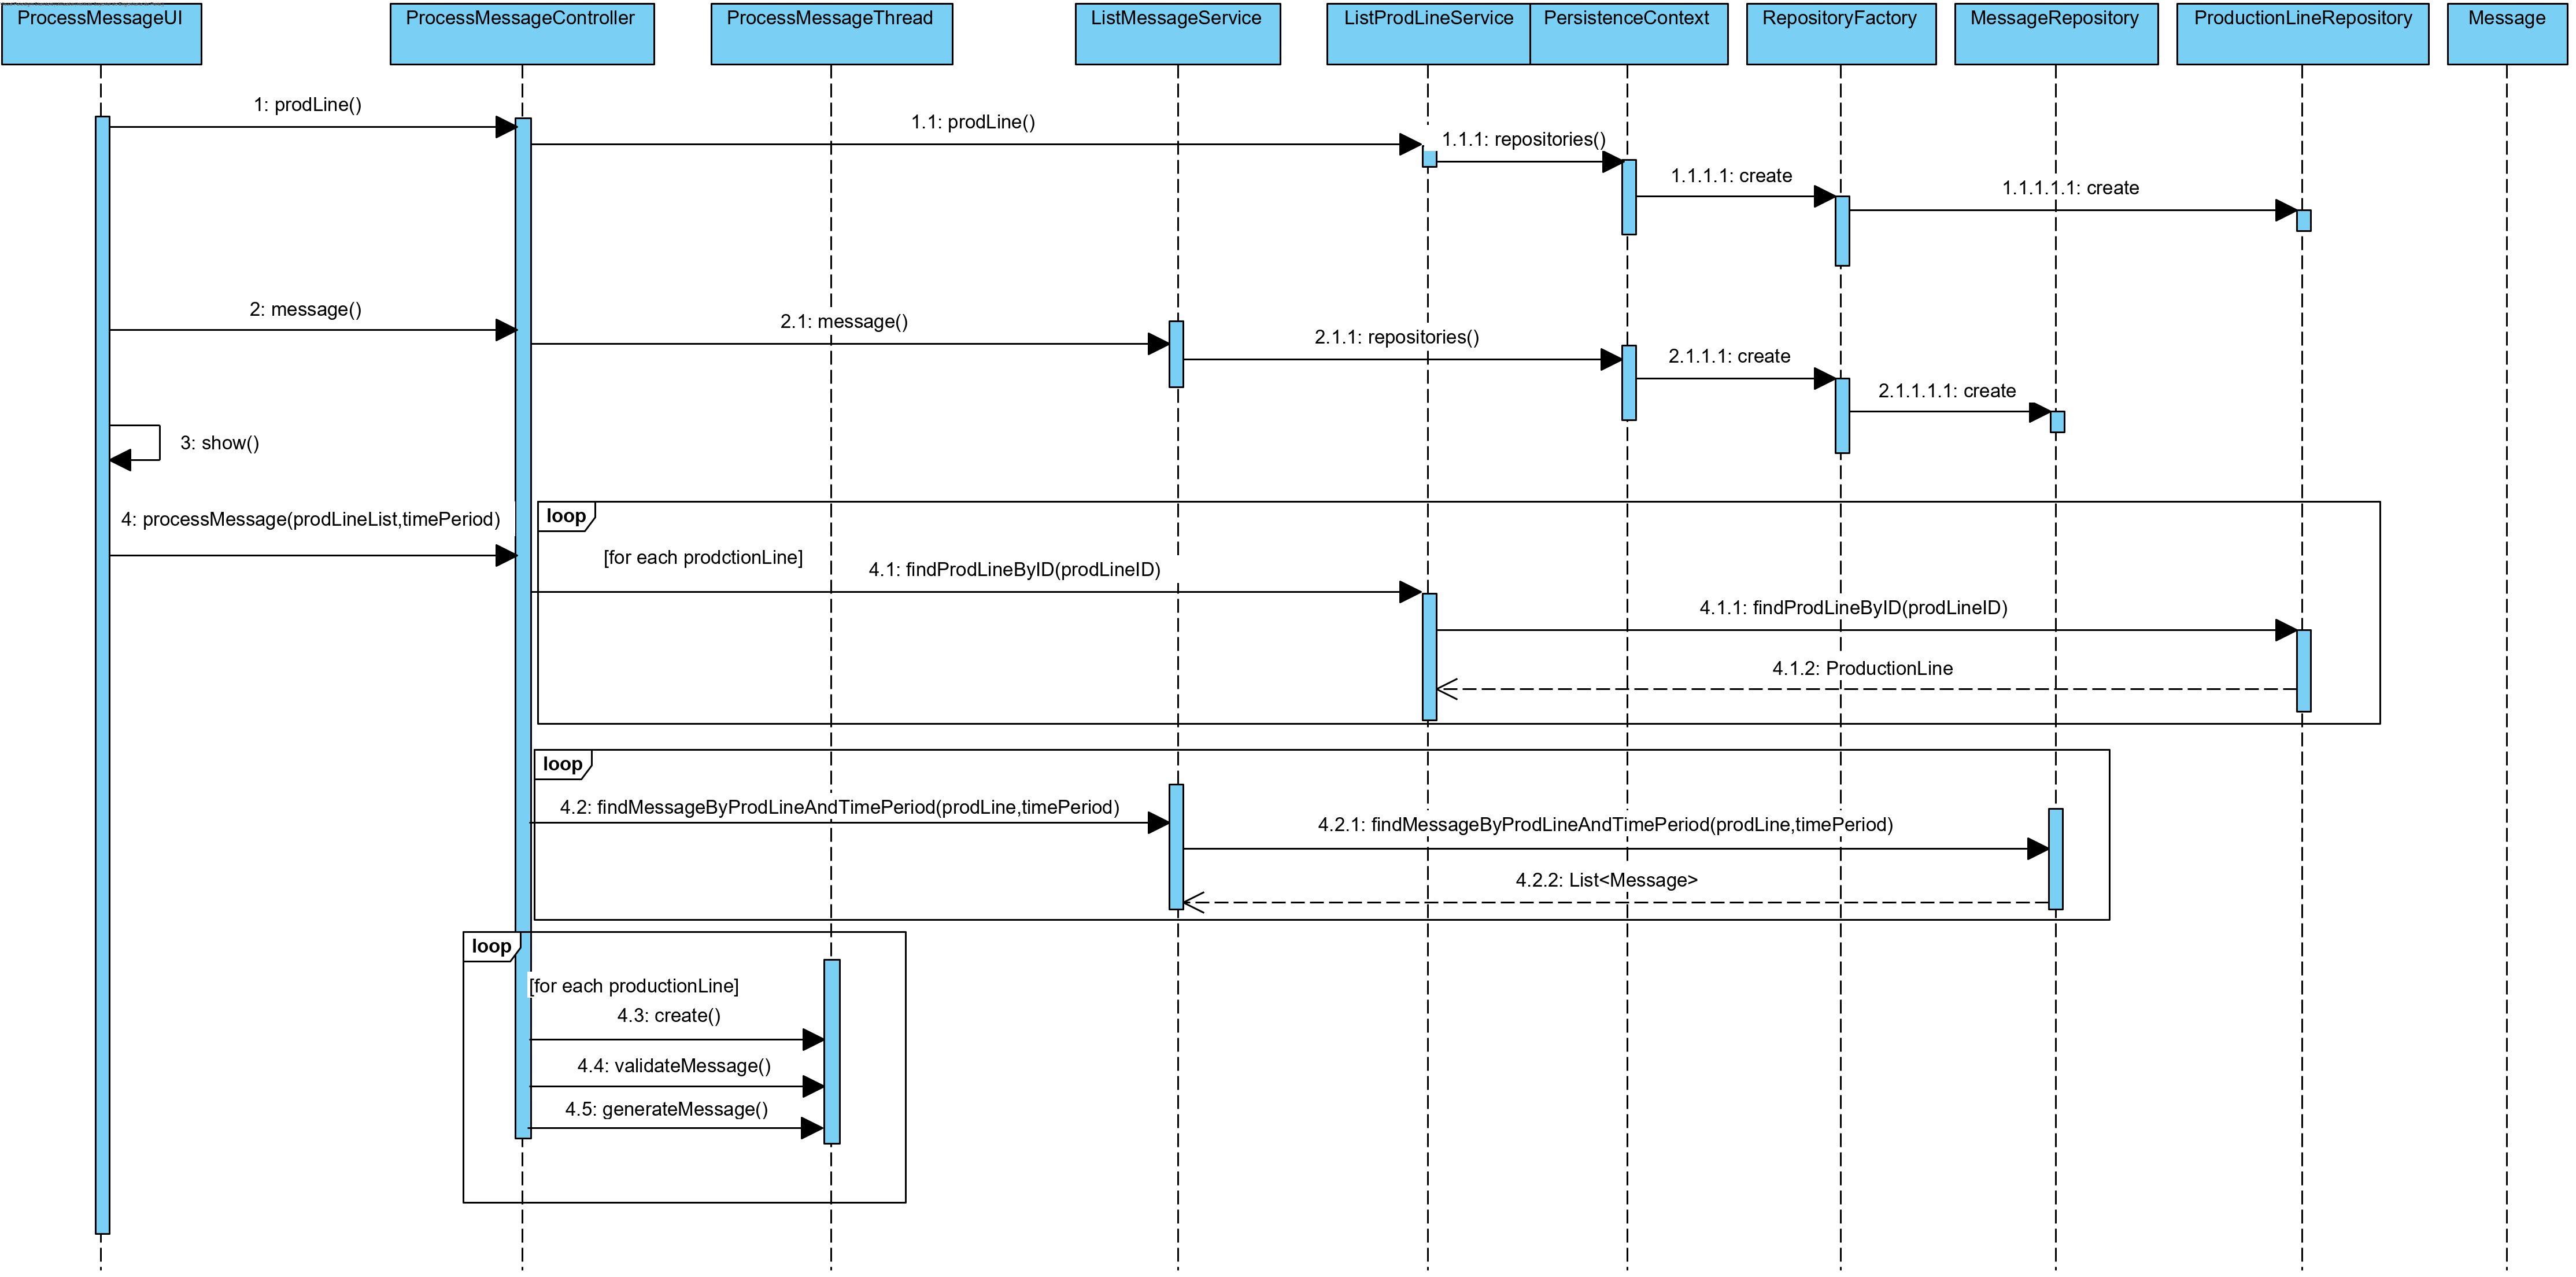 ProcessMessageUI
ProcessMessageController
ProcessMessageThread
ListMessageService
ListProdLineService
PersistenceContext
RepositoryFactory
MessageRepository
ProductionLineRepository
Message
1: prodLine()
1.1: prodLine()
1.1.1: repositories()
1.1.1.1: create
1.1.1.1.1: create
2: message()
2.1: message()
2.1.1: repositories()
2.1.1.1: create
2.1.1.1.1: create
3: show()
4: processMessage(prodLineList,timePeriod)
loop
[for each prodctionLine]
4.1: findProdLineByID(prodLineID)
4.1.1: findProdLineByID(prodLineID)
4.1.2: ProductionLine
loop
4.2: findMessageByProdLineAndTimePeriod(prodLine,timePeriod)
4.2.1: findMessageByProdLineAndTimePeriod(prodLine,timePeriod)
4.2.2: List<Message>
loop
[for each productionLine]
4.3: create()
4.4: validateMessage()
4.5: generateMessage()